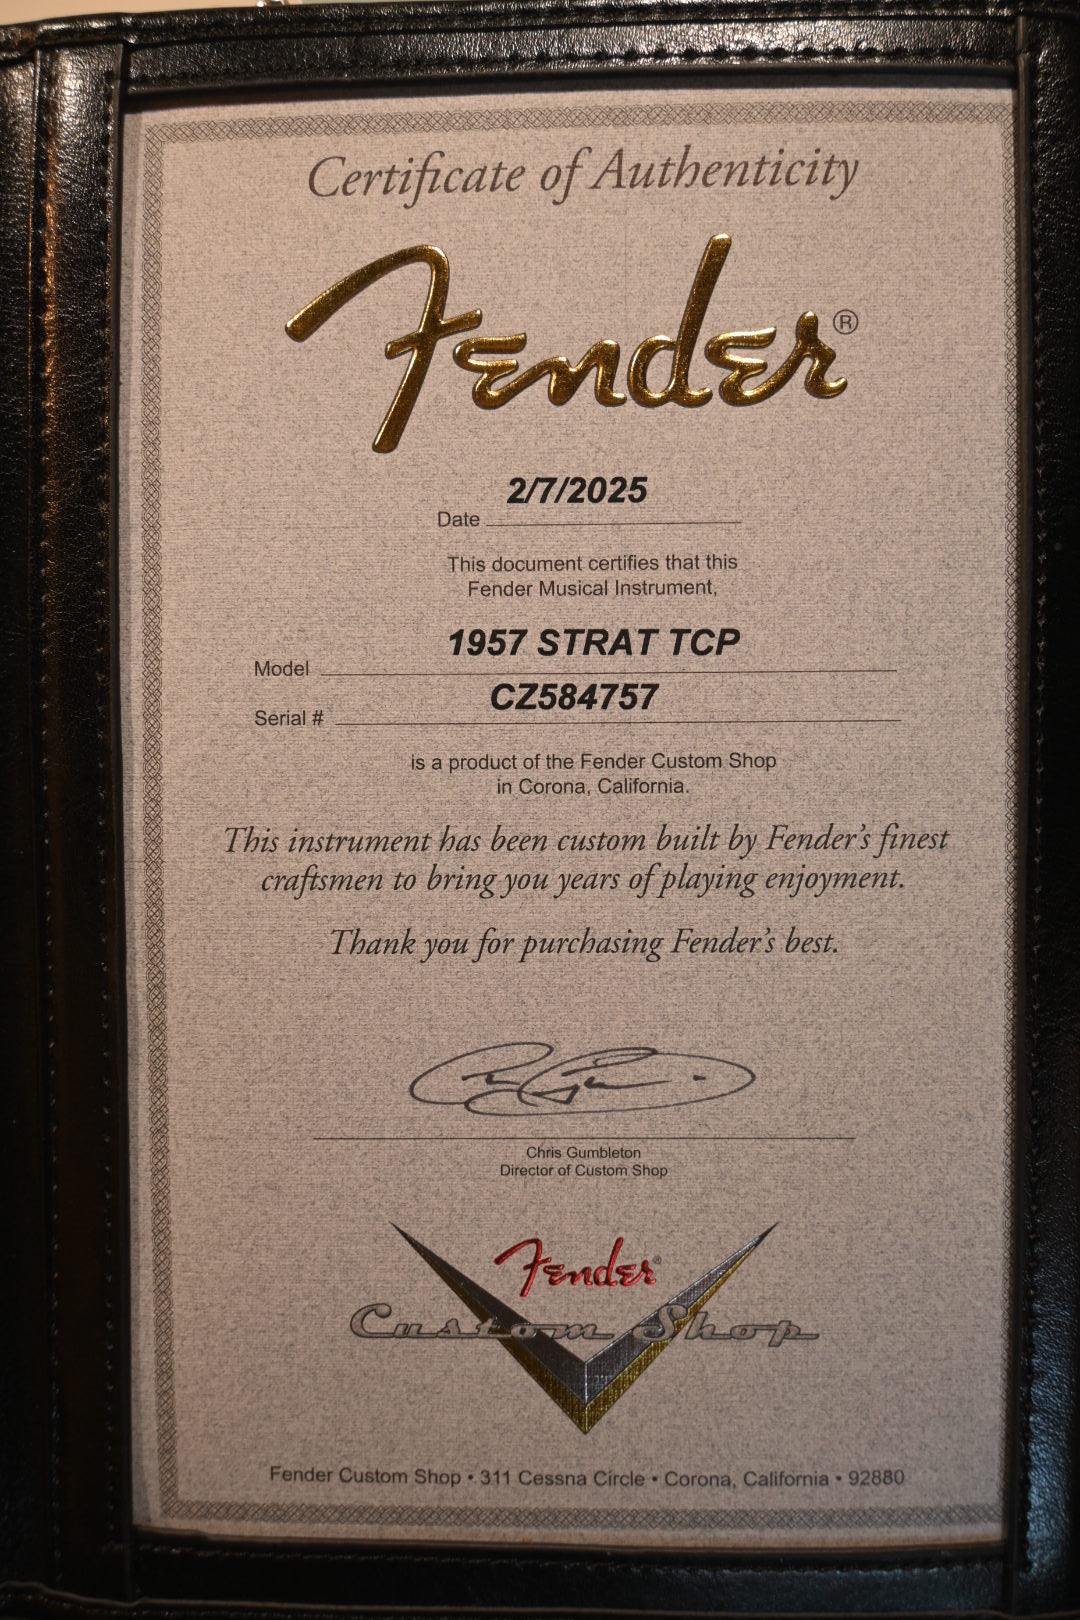 Certificate of Authenticity
Fender®
2/7/2025
Date
This document certifies that this
Fender Musical Instrument,
1957 STRAT TCP
Model
CZ584757
Serial #
is a product of the Fender Custom Shop
in Corona, California.
This instrument has been custom built by Fender's finest
craftsmen to bring you years of playing enjoyment.
Thank you for purchasing Fender's best.
Chris Gumbleton
Director of Custom Shop
Fender®
Custom Shop
Fender Custom Shop • 311 Cessna Circle • Corona, California • 92880